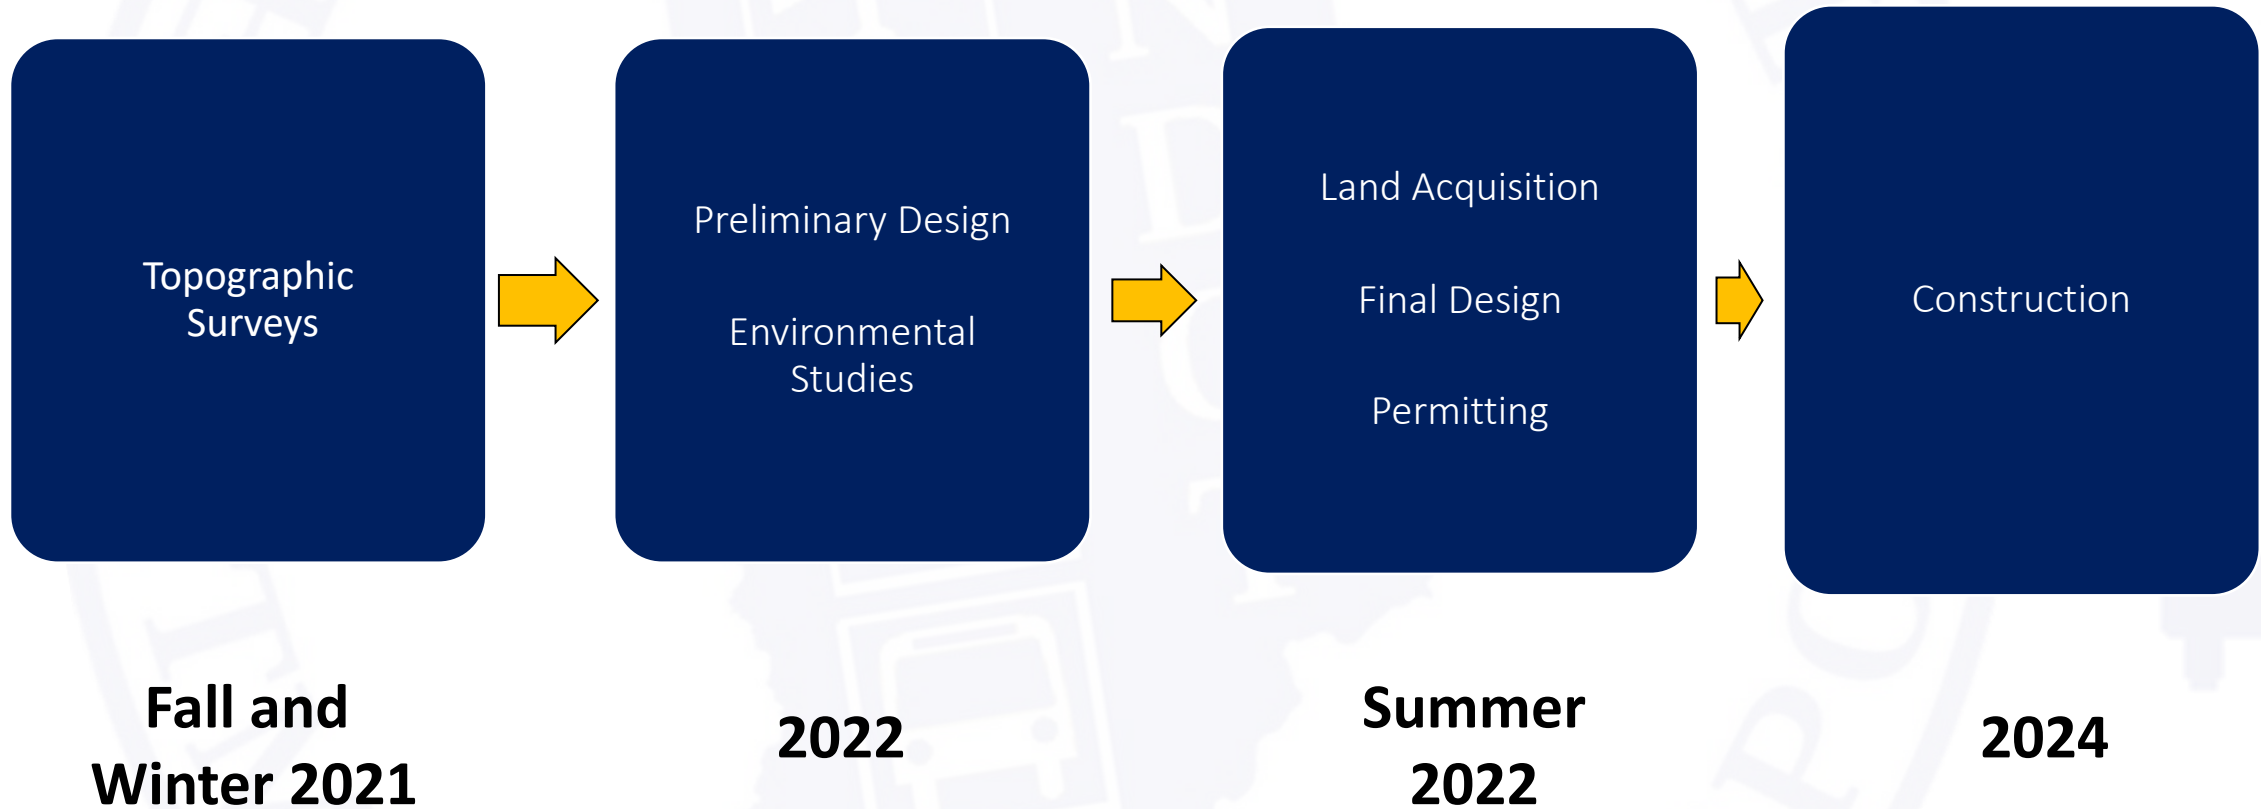 Topographic
Surveys
Preliminary Design
Environmental
Studies
Land Acquisition
Final Design
Permitting
Construction
Fall and
Winter 2021
2022
Summer
2022
2024